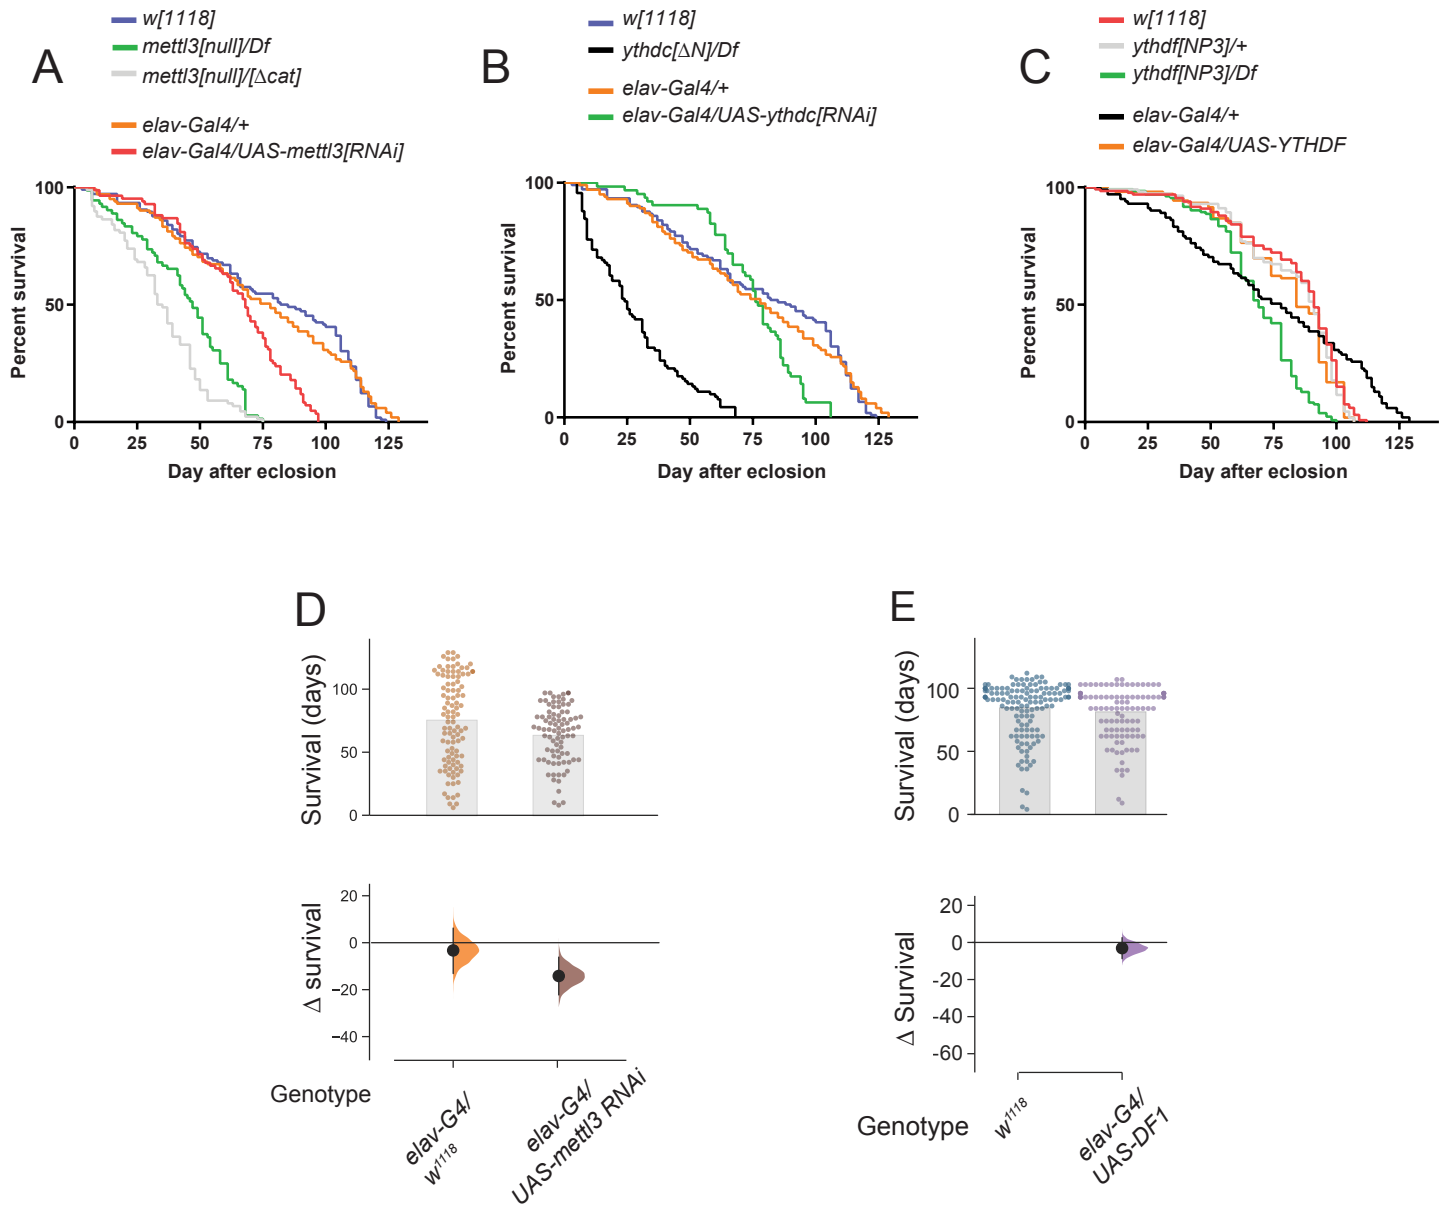 A
w[1118]
mettl3[null]/Df
mettl3[null]/[Δcat]
elav-Gal4/+
elav-Gal4/UAS-mettl3[RNAi]
Percent survival
100
50
0
0 25 50 75 100 125
Day after eclosion
B
w[1118]
ythdc[ΔN]/Df
elav-Gal4/+
elav-Gal4/UAS-ythdc[RNAi]
Percent survival
100
50
0
0 25 50 75 100 125
Day after eclosion
C
w[1118]
ythdf[NP3]/+
ythdf[NP3]/Df
elav-Gal4/+
elav-Gal4/UAS-YTHDF
Percent survival
100
50
0
0 25 50 75 100 125
Day after eclosion
D
Survival (days)
100
50
0
Δ survival
20
0
−20
−40
Genotype
elav-G4/
w1118
elav-G4/
UAS-mettl3 RNAi
E
Survival (days)
100
50
0
Δ Survival
20
0
-20
-40
-60
Genotype
w1118
elav-G4/
UAS-DF1